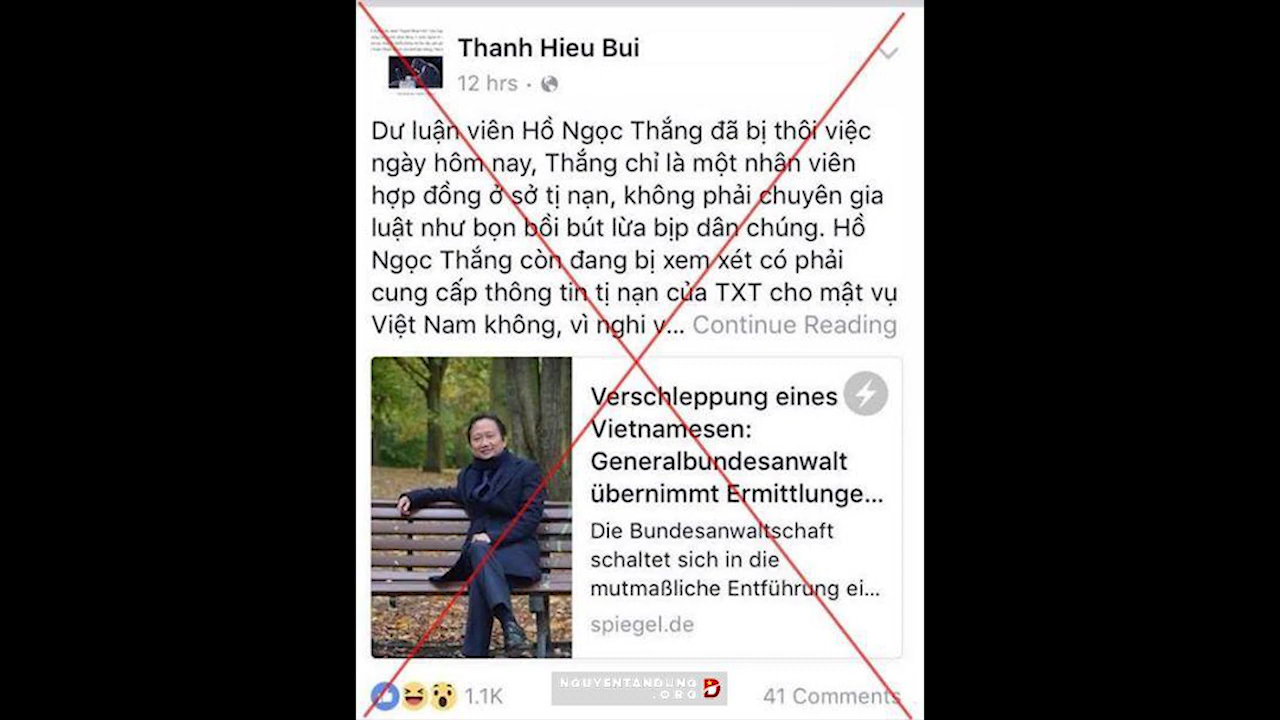 Thanh Hieu Bui
12 hrs ·
Dư luận viên Hồ Ngọc Thắng đã bị thôi việc
ngày hôm nay, Thắng chỉ là một nhân viên
hợp đồng ở sở tị nạn, không phải chuyên gia
luật như bọn bồi bút lừa bịp dân chúng. Hồ
Ngọc Thắng còn đang bị xem xét có phải
cung cấp thông tin tị nạn của TXT cho mật vụ
Việt Nam không, vì nghi v... Continue Reading
Verschleppung eines
Vietnamesen:
Generalbundesanwalt
übernimmt Ermittlunge...
Die Bundesanwaltschaft
schaltet sich in die
mutmaßliche Entführung ei...
spiegel.de
1.1K
NGUYENTANDUNG
.ORG
41 Comments